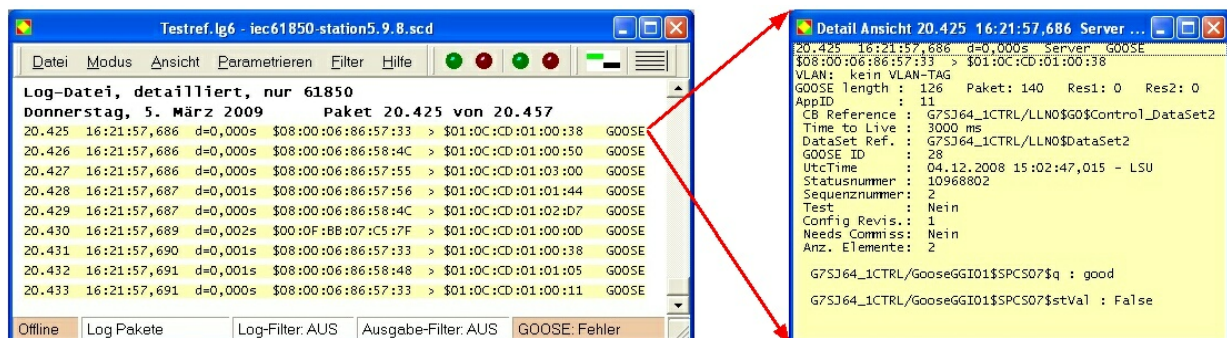 Testref.lg6 - iec61850-station5.9.8.scd
Datei Modus Ansicht Parametrieren Filter Hilfe
Log-Datei, detailliert, nur 61850
Donnerstag, 5. März 2009 Paket 20.425 von 20.457
20.425 16:21:57,686 d=0,000s $08:00:06:86:57:33 > $01:0C:CD:01:00:38 GOOSE
20.426 16:21:57,686 d=0,000s $08:00:06:86:58:4C > $01:0C:CD:01:00:50 GOOSE
20.427 16:21:57,686 d=0,000s $08:00:06:86:57:55 > $01:0C:CD:01:03:00 GOOSE
20.428 16:21:57,687 d=0,001s $08:00:06:86:57:56 > $01:0C:CD:01:01:44 GOOSE
20.429 16:21:57,687 d=0,000s $08:00:06:86:58:4C > $01:0C:CD:01:02:D7 GOOSE
20.430 16:21:57,689 d=0,002s $00:0F:BB:07:C5:7F > $01:0C:CD:01:00:0D GOOSE
20.431 16:21:57,690 d=0,001s $08:00:06:86:57:33 > $01:0C:CD:01:00:38 GOOSE
20.432 16:21:57,691 d=0,001s $08:00:06:86:58:48 > $01:0C:CD:01:01:05 GOOSE
20.433 16:21:57,691 d=0,000s $08:00:06:86:57:33 > $01:0C:CD:01:00:11 GOOSE
Offline Log Pakete Log-Filter: AUS Ausgabe-Filter: AUS GOOSE: Fehler
Detail Ansicht 20.425 16:21:57,686 Server ...
20.425 16:21:57,686 d=0,000s Server GOOSE
$08:00:06:86:57:33 > $01:0C:CD:01:00:38
VLAN: kein VLAN-TAG
GOOSE length : 126 Paket: 140 Res1: 0 Res2: 0
AppID : 11
CB Reference : G7SJ64_1CTRL/LLN0$GO$Control_DataSet2
Time to Live : 3000 ms
DataSet Ref. : G7SJ64_1CTRL/LLN0$DataSet2
GOOSE ID : 28
UtcTime : 04.12.2008 15:02:47,015 - LSU
Statusnummer : 10968802
Sequenznummer: 2
Test : Nein
Config Revis.: 1
Needs Commiss: Nein
Anz. Elemente: 2
G7SJ64_1CTRL/GooseGGIO1$SPCSO7$q : good
G7SJ64_1CTRL/GooseGGIO1$SPCSO7$stVal : False